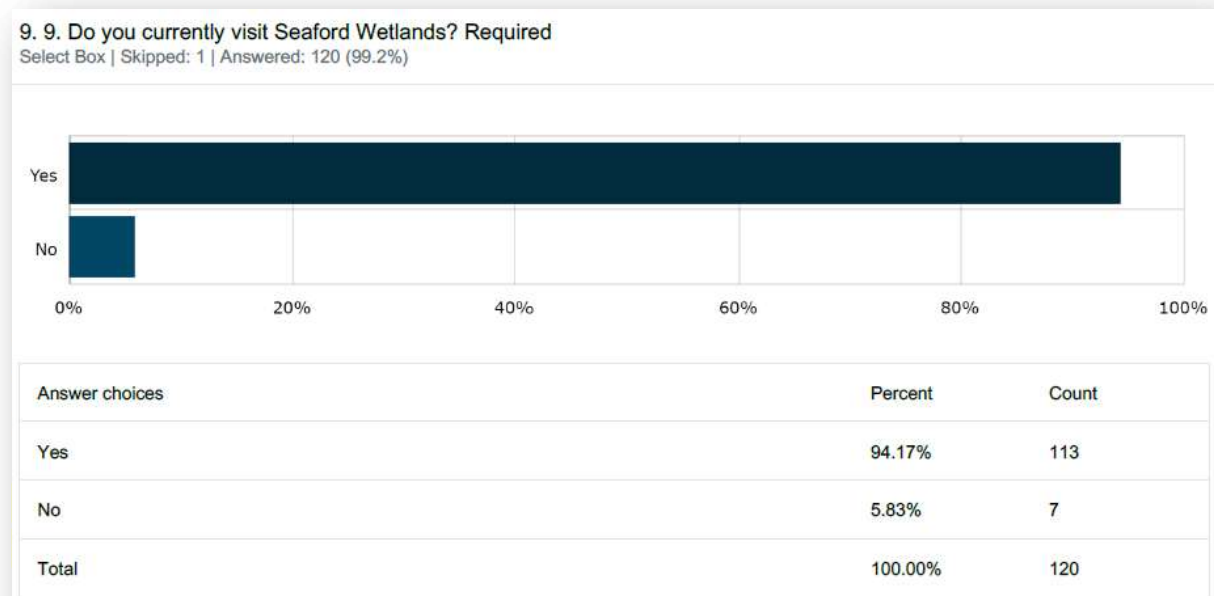 9. 9. Do you currently visit Seaford Wetlands? Required
Select Box | Skipped: 1 | Answered: 120 (99.2%)
Yes
No
0% 20% 40% 60% 80% 100%
Answer choices Percent Count
Yes 94.17% 113
No 5.83% 7
Total 100.00% 120